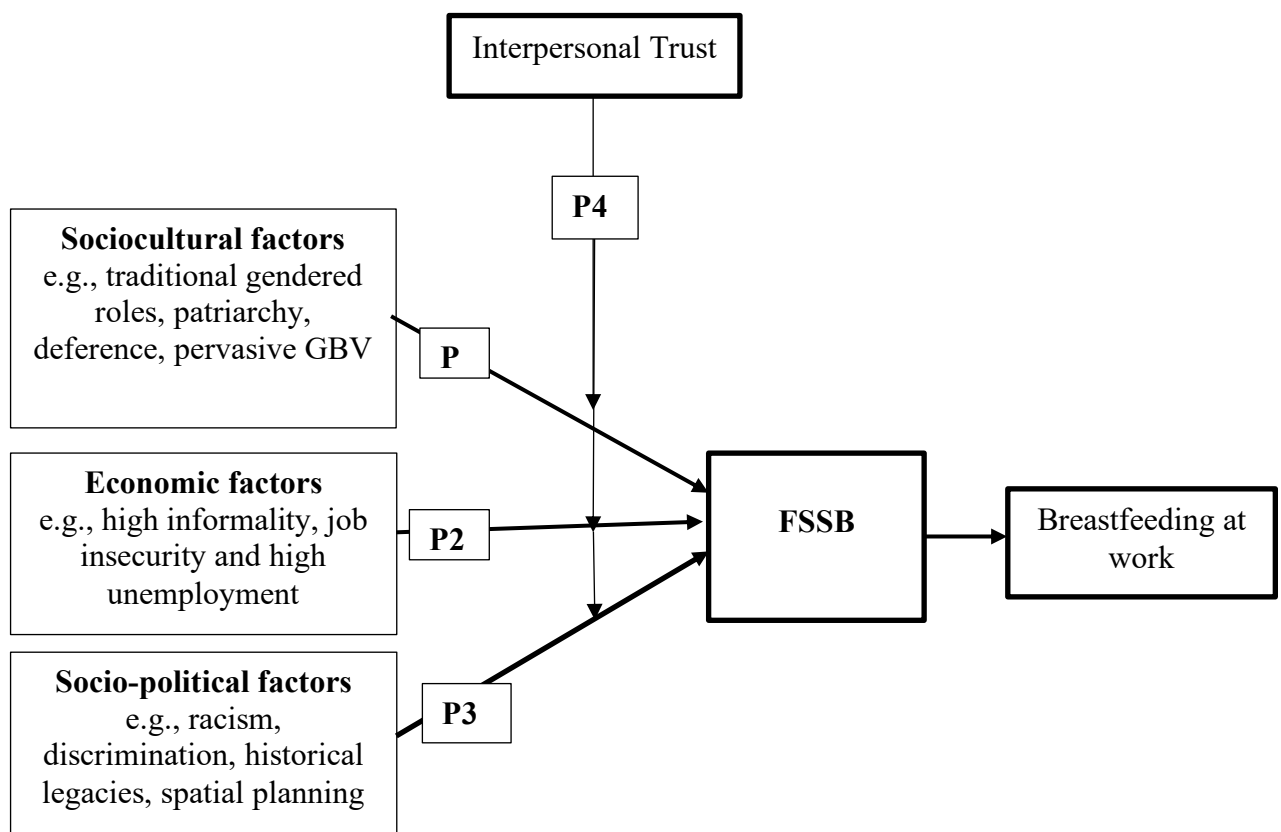 Interpersonal Trust
P4
Sociocultural factors
e.g., traditional gendered
roles, patriarchy,
deference, pervasive GBV
P
Economic factors
e.g., high informality, job
insecurity and high
unemployment
P2
Socio-political factors
e.g., racism,
discrimination, historical
legacies, spatial planning
P3
FSSB
Breastfeeding at
work